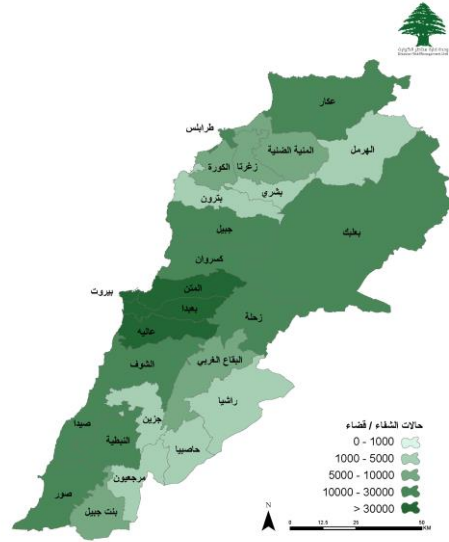 عكار
طرابلس
المنية الضنية
الهرمل
زغرتا
الكورة
بشري
بترون
جبيل
بعلبك
كسروان
المتن
بيروت
بعبدا
زحلة
عاليه
البقاع الغربي
الشوف
راشيا
صيدا
جزين
النبطية
حاصبيا
مرجعيون
صور
بنت جبيل
حالات الشفاء / قضاء
0 - 1000
1000 - 5000
5000 - 10000
10000 - 30000
> 30000
N
0 12.5 25 50
KM